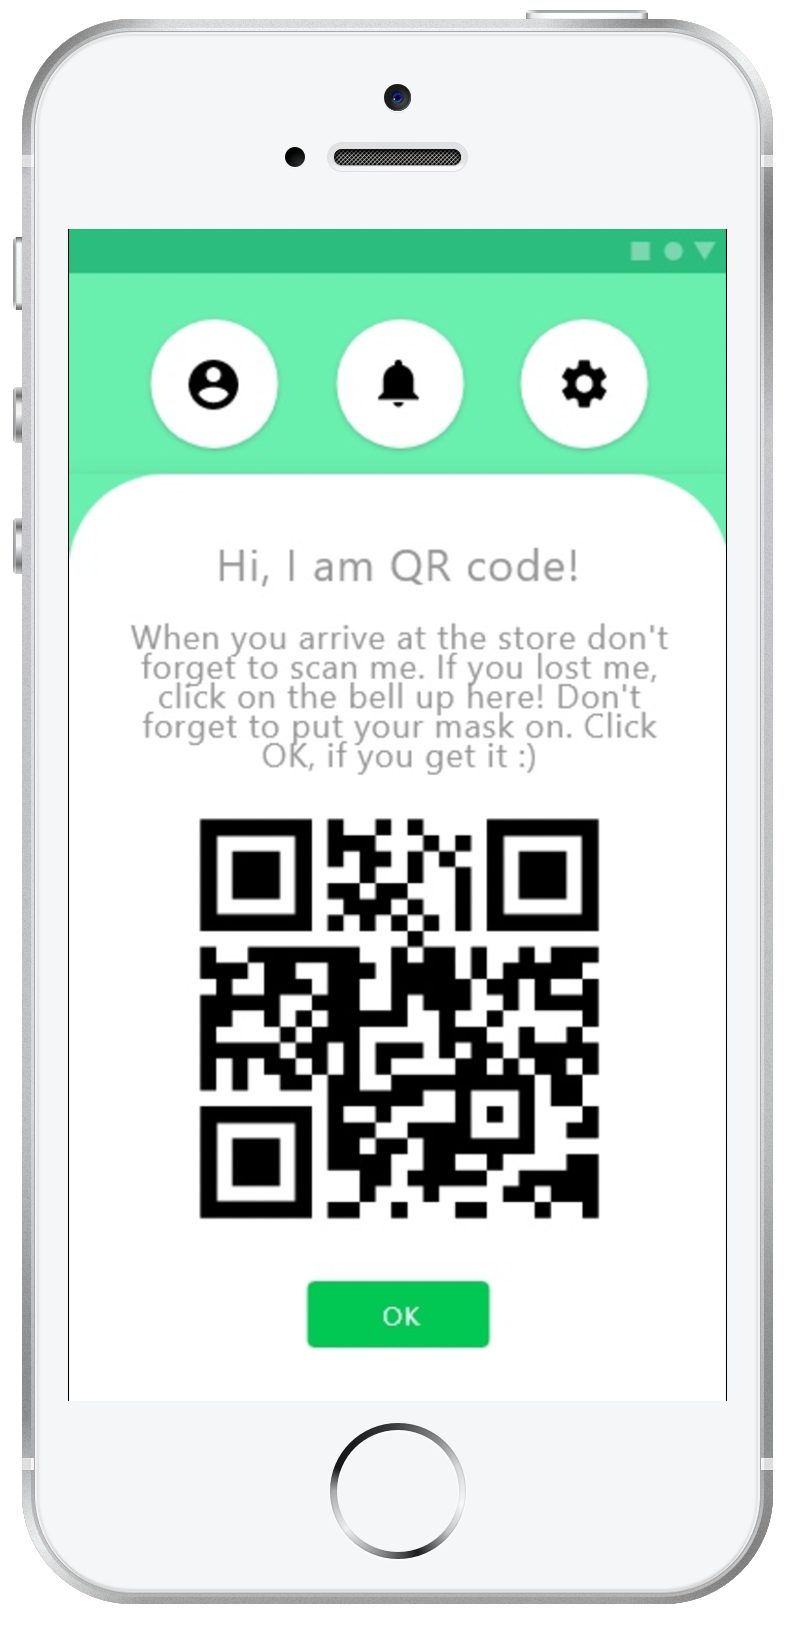 Hi, I am QR code!
When you arrive at the store don't
forget to scan me. If you lost me,
click on the bell up here! Don't
forget to put your mask on. Click
OK, if you get it :)
OK